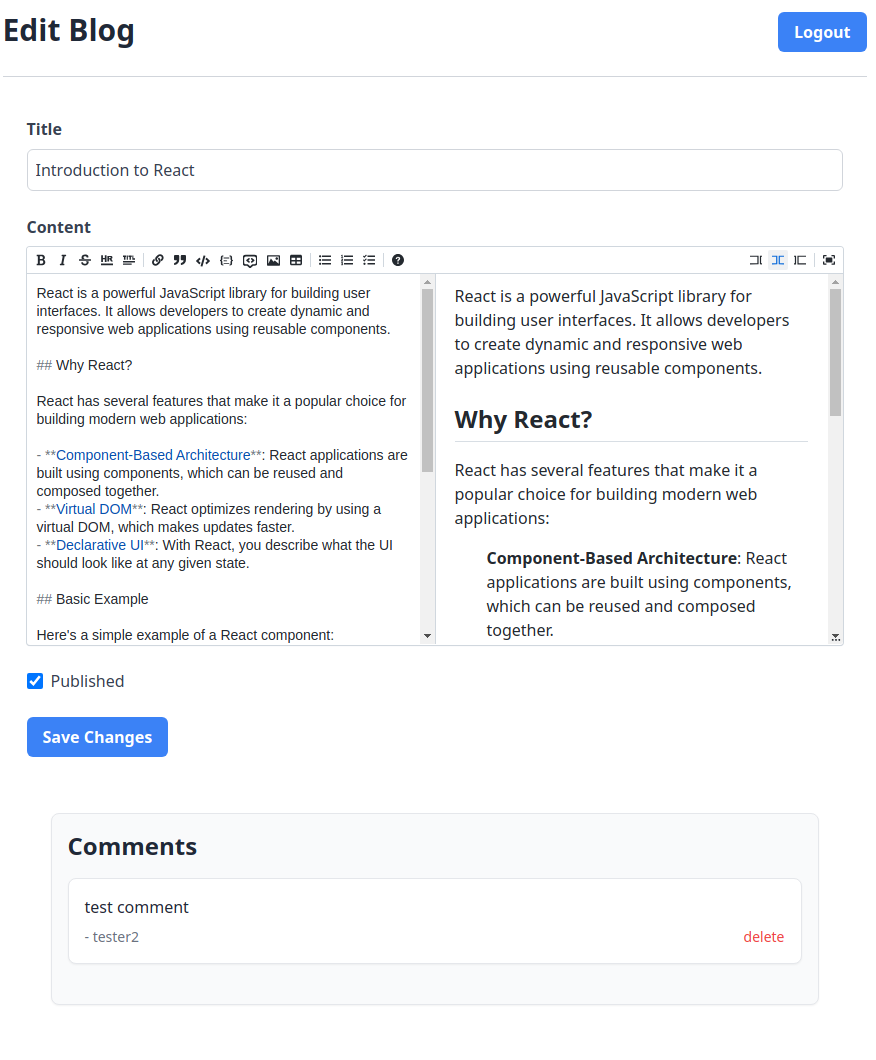 Edit Blog
Logout
Title
Introduction to React
Content
B I HR TITL
React is a powerful JavaScript library for building user
interfaces. It allows developers to create dynamic and
responsive web applications using reusable components.
## Why React?
React has several features that make it a popular choice for
building modern web applications:
- **Component-Based Architecture**: React applications are
built using components, which can be reused and
composed together.
- **Virtual DOM**: React optimizes rendering by using a
virtual DOM, which makes updates faster.
- **Declarative UI**: With React, you describe what the UI
should look like at any given state.
## Basic Example
Here's a simple example of a React component:
React is a powerful JavaScript library for
building user interfaces. It allows developers
to create dynamic and responsive web
applications using reusable components.
Why React?
React has several features that make it a
popular choice for building modern web
applications:
Component-Based Architecture: React
applications are built using components,
which can be reused and composed
together.
Published
Save Changes
Comments
test comment
- tester2
delete